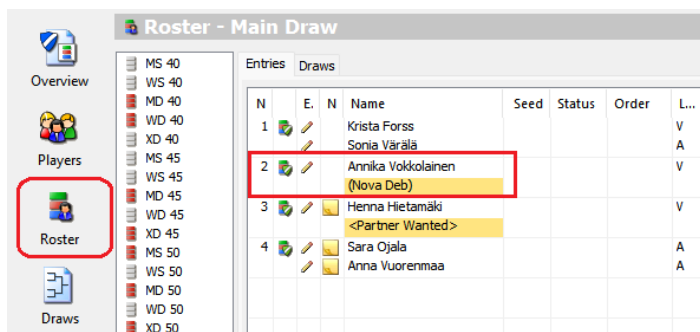 Roster - Main Draw
Overview
Players
Roster
Draws
MS 40
WS 40
MD 40
WD 40
XD 40
MS 45
WS 45
MD 45
WD 45
XD 45
MS 50
WS 50
MD 50
WD 50
XD 50
Entries Draws
N E. N Name Seed Status Order L...
1 Krista Forss V
Sonia Värälä A
2 Annika Vokkolainen V
(Nova Deb)
3 Henna Hietamäki V
<Partner Wanted>
4 Sara Ojala A
Anna Vuorenmaa A